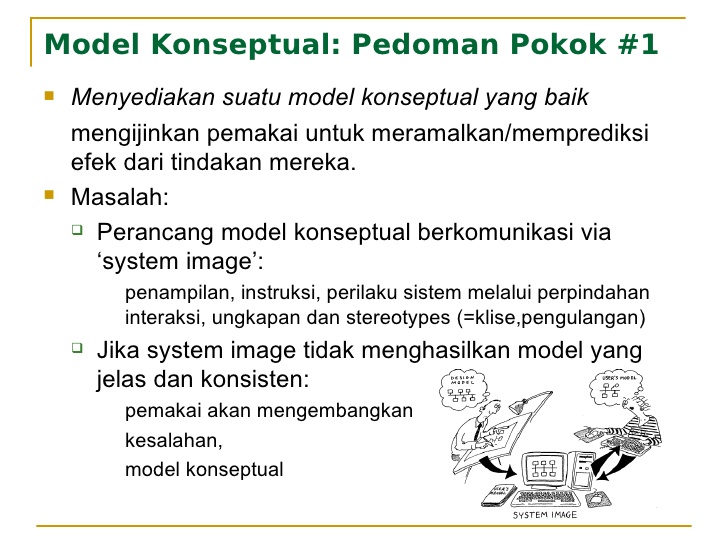 Model Konseptual: Pedoman Pokok #1
Menyediakan suatu model konseptual yang baik
mengijinkan pemakai untuk meramalkan/memprediksi
efek dari tindakan mereka.
Masalah:
Perancang model konseptual berkomunikasi via
‘system image’:
penampilan, instruksi, perilaku sistem melalui perpindahan
interaksi, ungkapan dan stereotypes (=klise,pengulangan)
Jika system image tidak menghasilkan model yang
jelas dan konsisten:
pemakai akan mengembangkan
kesalahan,
model konseptual
DESIGN
MODEL
USER'S MODEL
USER'S
MANUAL
SYSTEM IMAGE